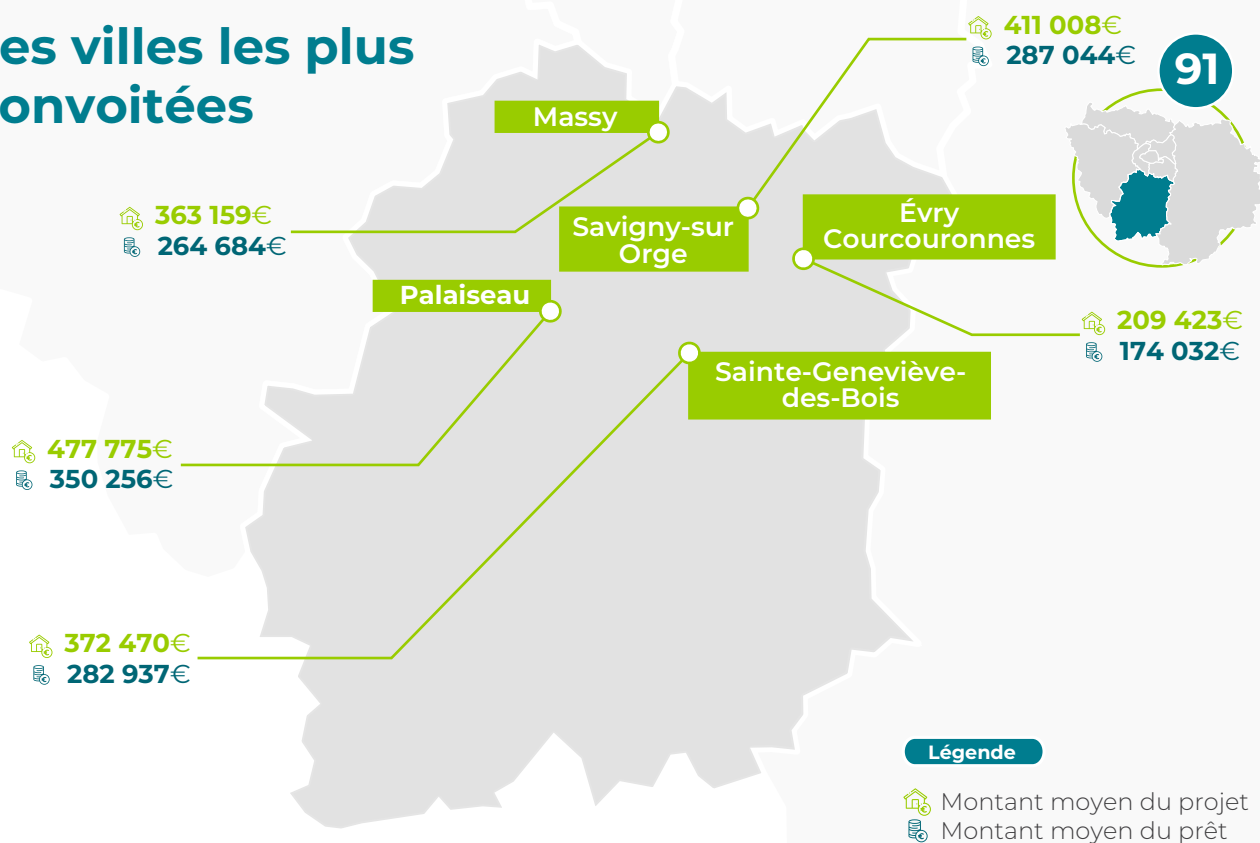 es villes les plus
onvoitées
411 008€
287 044€
91
Massy
363 159€
264 684€
Savigny-sur
Orge
Évry
Courcouronnes
Palaiseau
209 423€
174 032€
Sainte-Geneviève-
des-Bois
477 775€
350 256€
372 470€
282 937€
Légende
Montant moyen du projet
Montant moyen du prêt